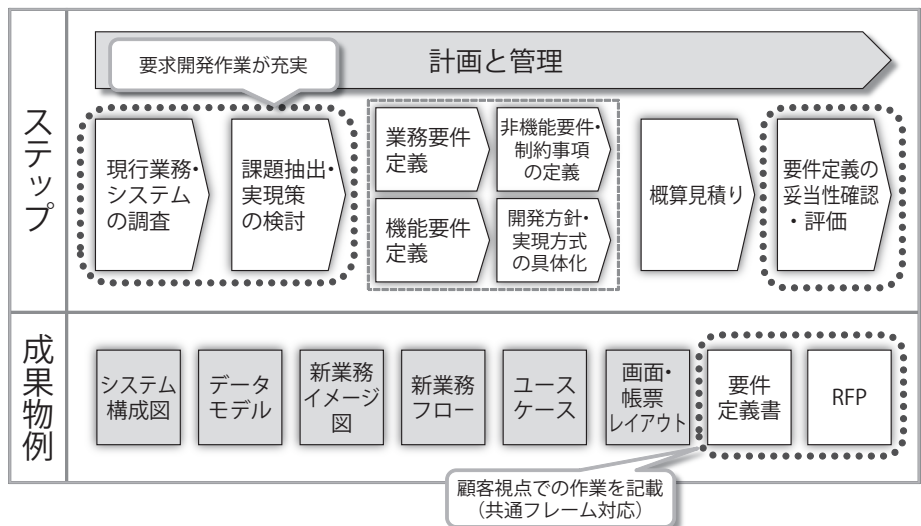 ステップ
要求開発作業が充実
計画と管理
現行業務・
システム
の調査
課題抽出・
実現策
の検討
業務要件
定義
非機能要件・
制約事項
の定義
機能要件
定義
開発方針・
実現方式
の具体化
概算見積り
要件定義の
妥当性確認
・評価
成果物例
システム
構成図
データ
モデル
新業務
イメージ
図
新業務
フロー
ユース
ケース
画面・
帳票
レイアウト
要件
定義書
RFP
顧客視点での作業を記載
(共通フレーム対応)